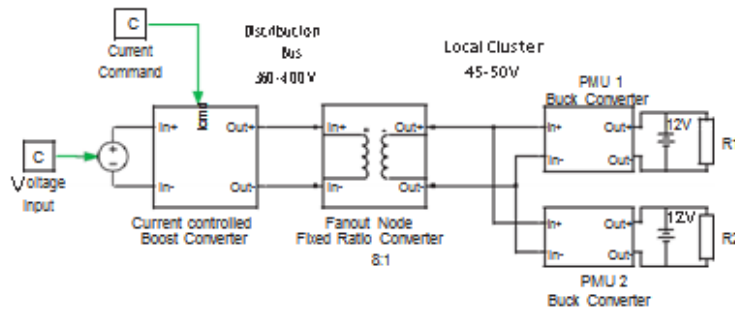 C
Current
Command
Distribution
Bus
360-400V
Local Cluster
45-50V
PMU 1
Buck Converter
C
Voltage
Input
In+
In-
Icmd
Out+
Out-
Current controlled
Boost Converter
In+
In-
Out+
Out-
Fanout Node
Fixed Ratio Converter
8:1
In+
In-
Out+
Out-
12V
R1
In+
In-
Out+
Out-
12V
R2
PMU 2
Buck Converter